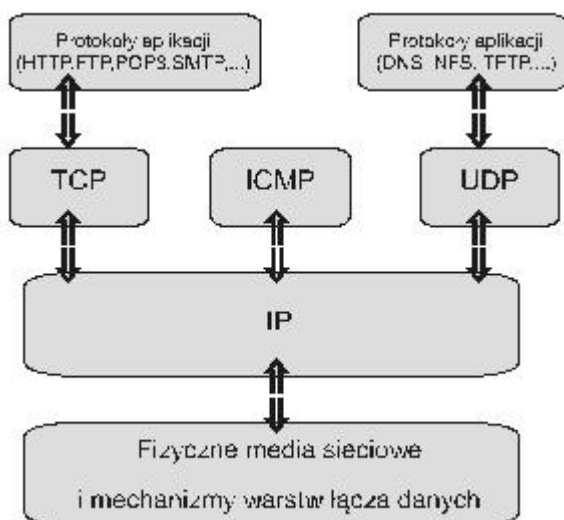 Protokoły aplikacji
(HTTP,FTP,POP3,SMTP,...)
Protokoły aplikacji
(DNS, NFS, TFTP,...)
TCP
ICMP
UDP
IP
Fizyczne media sieciowe
i mechanizmy warstw łącza danych